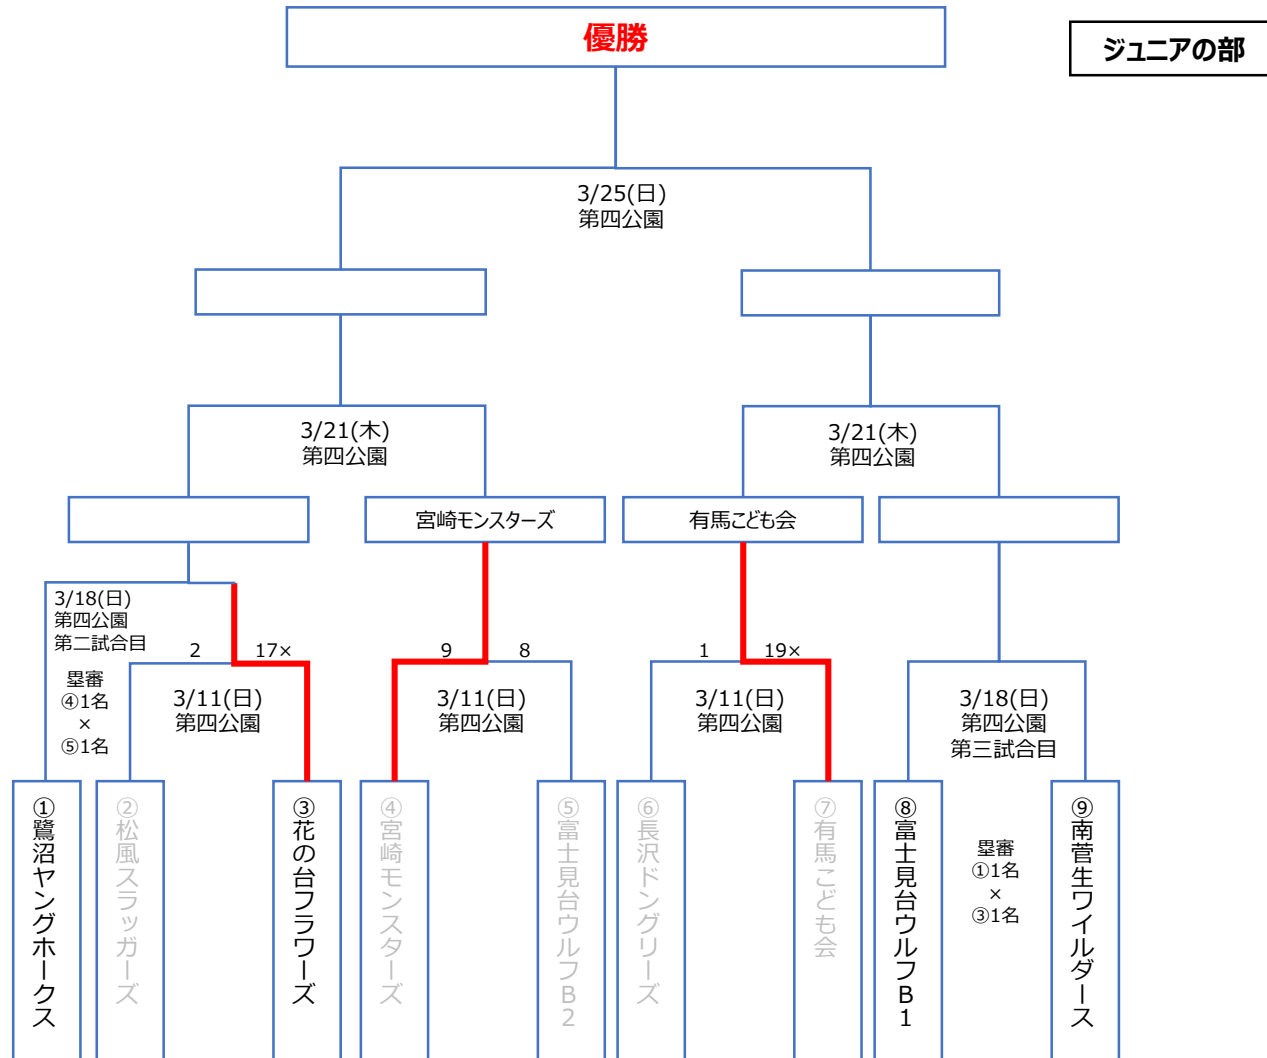 優勝
ジュニアの部
3/25(日)
第四公園
3/21(木)
第四公園
3/21(木)
第四公園
宮崎モンスターズ
有馬こども会
3/18(日)
第四公園
第二試合目
塁審
④1名
×
⑤1名
2
17×
3/11(日)
第四公園
9
8
3/11(日)
第四公園
1
19×
3/11(日)
第四公園
3/18(日)
第四公園
第三試合目
①鷺沼ヤングホークス
②松風スラッガーズ
③花の台フラワーズ
④宮崎モンスターズ
⑤富士見台ウルフB2
⑥長沢ドングリーズ
⑦有馬こども会
⑧富士見台ウルフB1
塁審
①1名
×
③1名
⑨南菅生ワイルダース